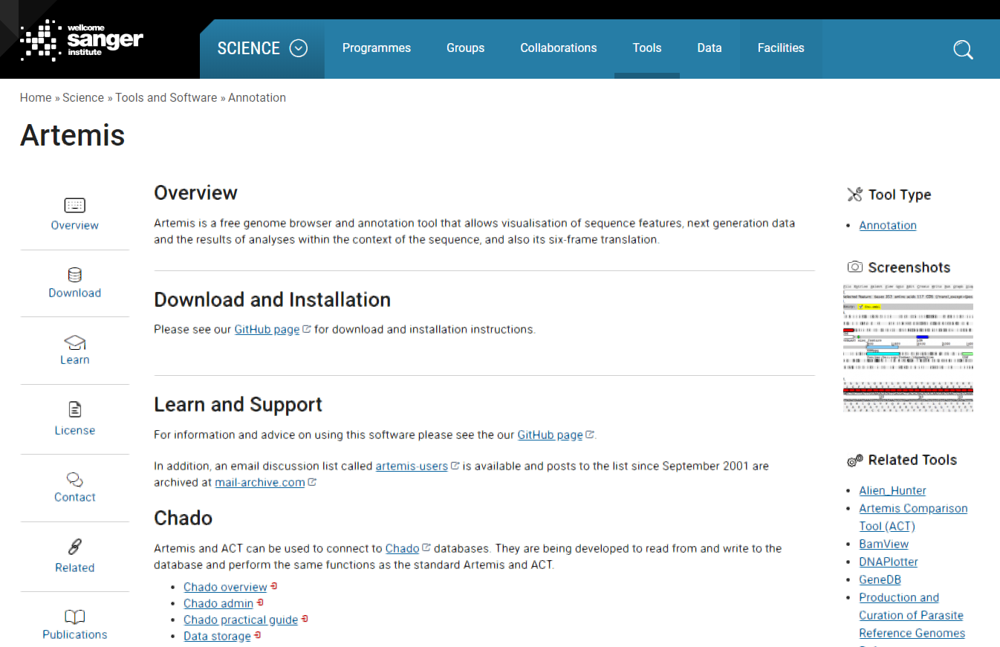 wellcome
sanger
institute
SCIENCE
Programmes
Groups
Collaborations
Tools
Data
Facilities
Home » Science » Tools and Software » Annotation
Artemis
Overview
Download
Learn
License
Contact
Related
Publications
Overview
Artemis is a free genome browser and annotation tool that allows visualisation of sequence features, next generation data
and the results of analyses within the context of the sequence, and also its six-frame translation.
Download and Installation
Please see our GitHub page for download and installation instructions.
Learn and Support
For information and advice on using this software please see the our GitHub page.
In addition, an email discussion list called artemis-users is available and posts to the list since September 2001 are
archived at mail-archive.com
Chado
Artemis and ACT can be used to connect to Chado databases. They are being developed to read from and write to the
database and perform the same functions as the standard Artemis and ACT.
• Chado overview
• Chado admin
• Chado practical guide
• Data storage
Tool Type
• Annotation
Screenshots
Related Tools
• Alien_Hunter
• Artemis Comparison
Tool (ACT)
• BamView
• DNAPlotter
• GeneDB
• Production and
Curation of Parasite
Reference Genomes